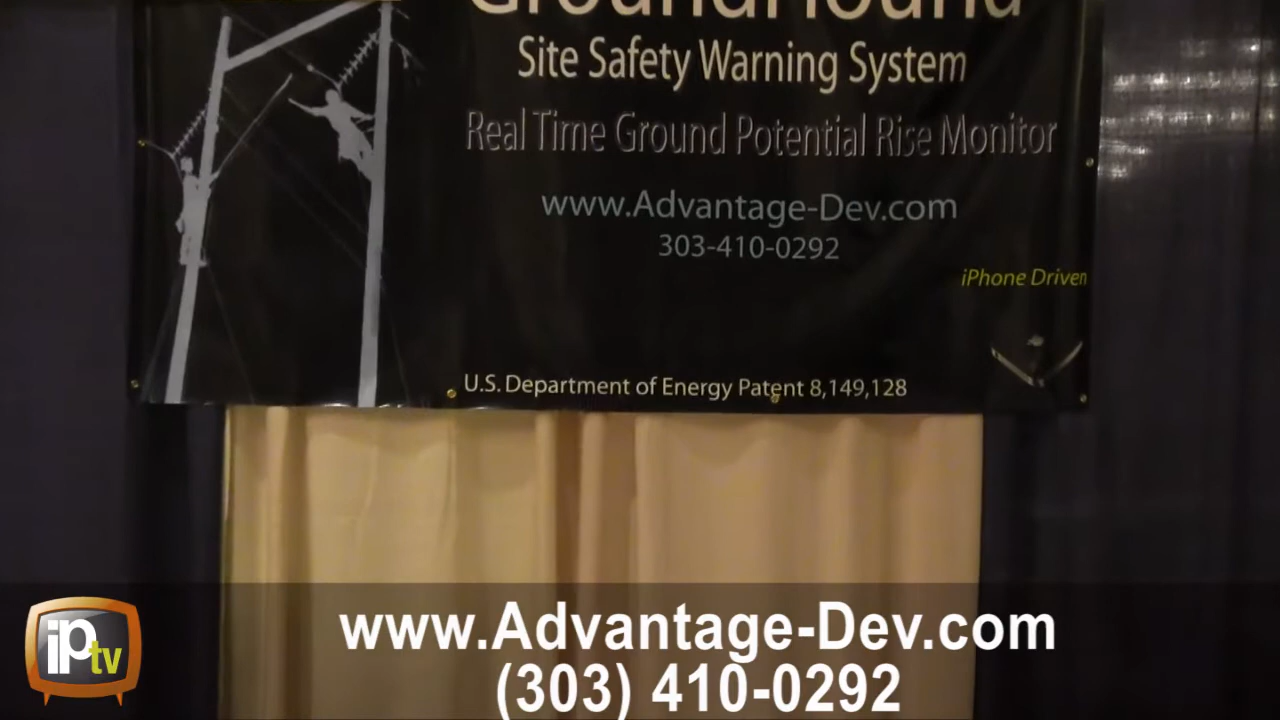 GroundHound
Site Safety Warning System
Real Time Ground Potential Rise Monitor
www.Advantage-Dev.com
303-410-0292
iPhone Driven
U.S. Department of Energy Patent 8,149,128
www.Advantage-Dev.com
(303) 410-0292
iPtv